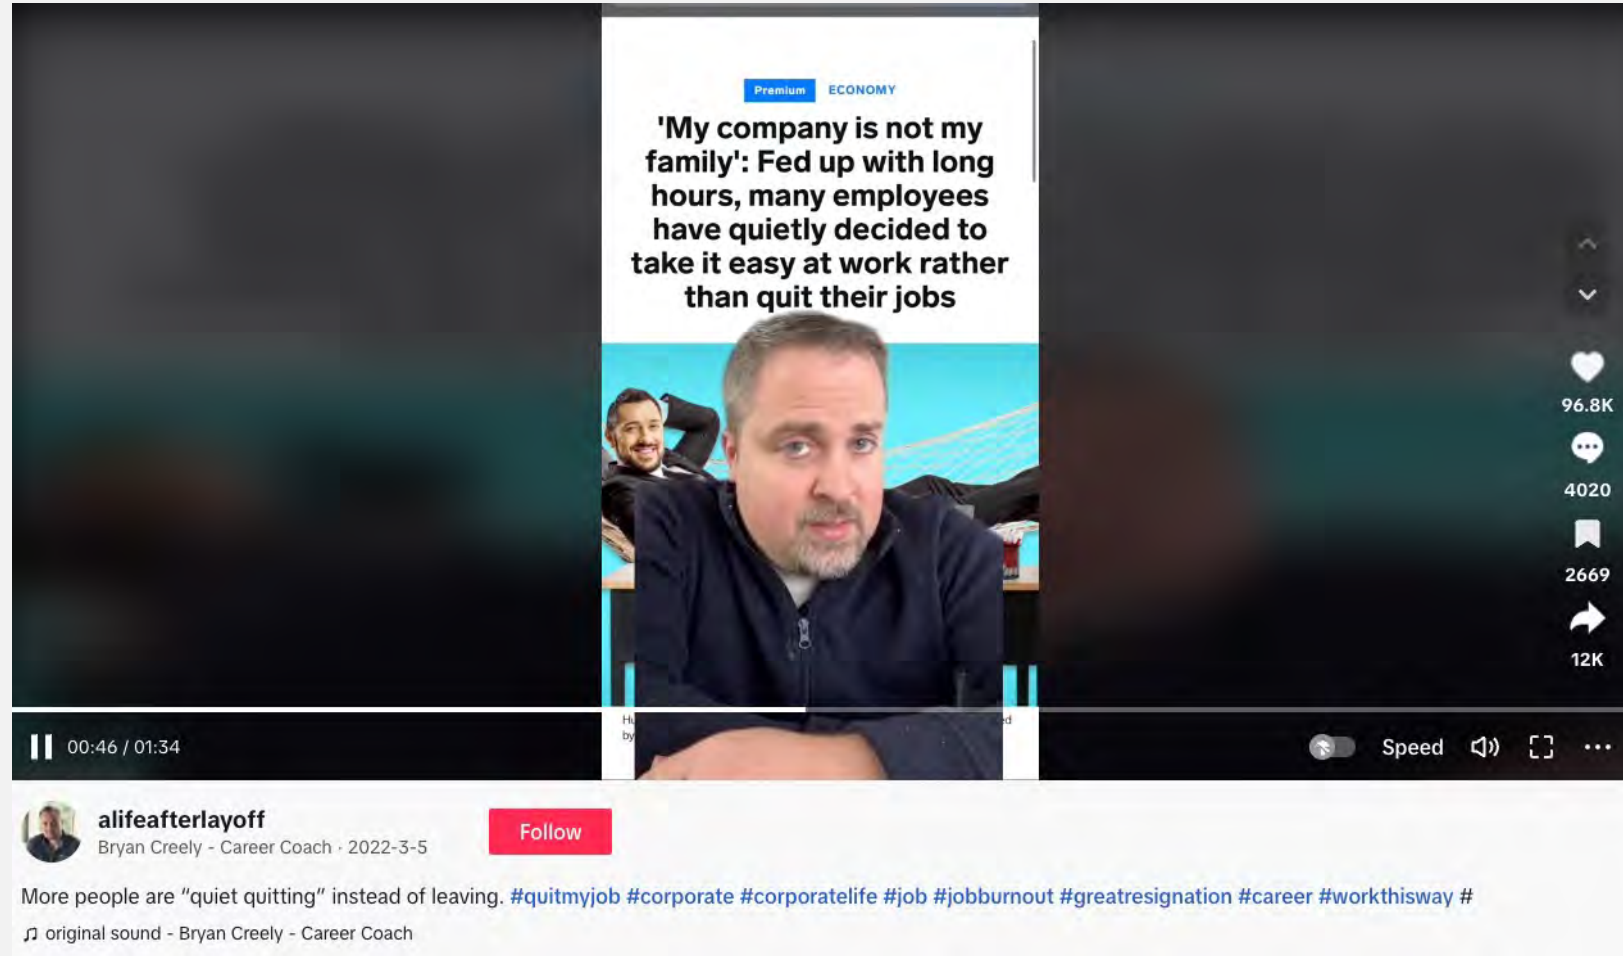 Premium ECONOMY
'My company is not my
family': Fed up with long
hours, many employees
have quietly decided to
take it easy at work rather
than quit their jobs
96.8K
4020
2669
12K
by
00:46 / 01:34
Speed
alifeafterlayoff
Bryan Creely - Career Coach · 2022-3-5
Follow
More people are “quiet quitting” instead of leaving. #quitmyjob #corporate #corporatelife #job #jobburnout #greatresignation #career #workthisway #
original sound - Bryan Creely - Career Coach